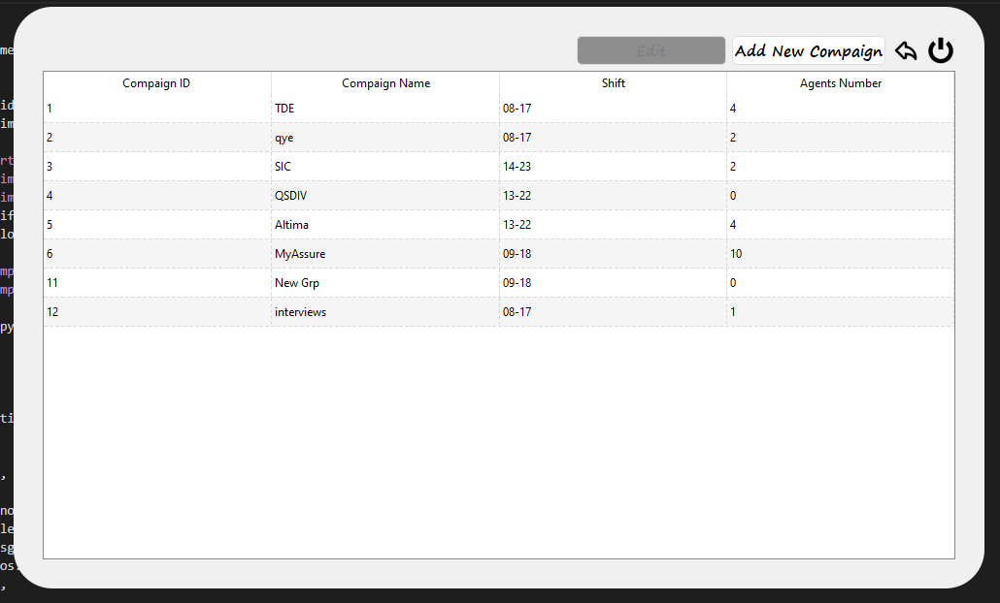 Edit Add New Compaign
Compaign ID Compaign Name Shift Agents Number
1 TDE 08-17 4
2 qye 08-17 2
3 SIC 14-23 2
4 QSDIV 13-22 0
5 Altima 13-22 4
6 MyAssure 09-18 10
11 New Grp 09-18 0
12 interviews 08-17 1
me
id
im
rt
im
im
if
lo
mp
mp
py
ti
,
no
le
sg
os.
,